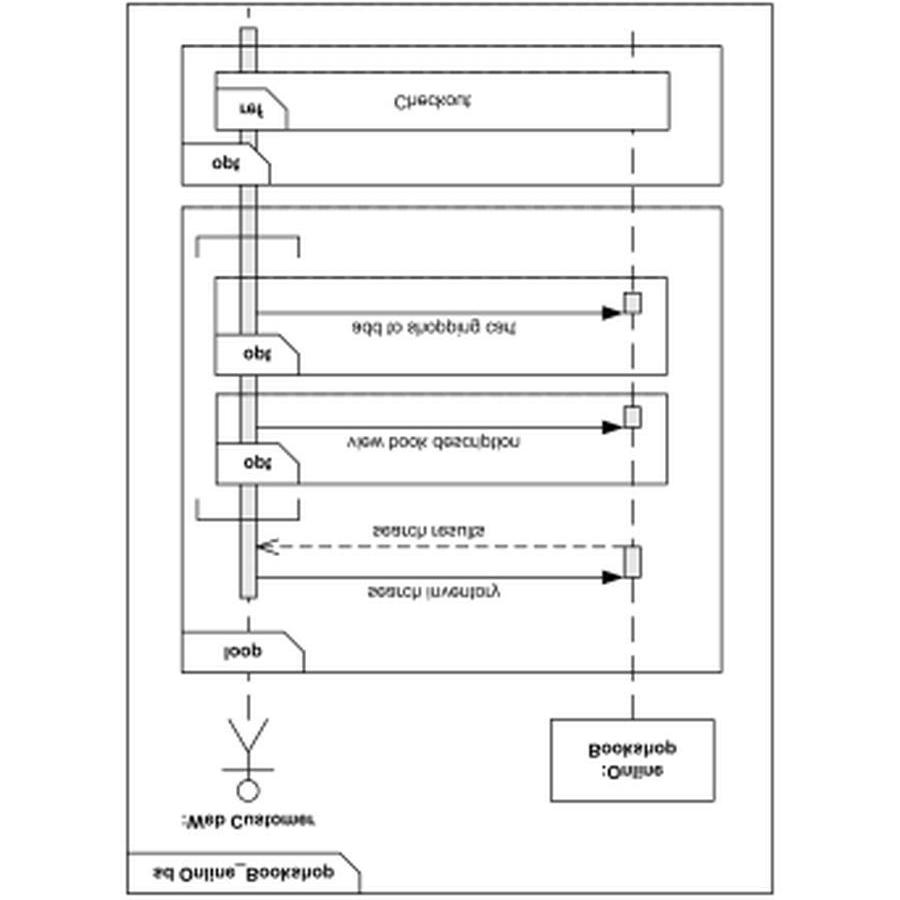 sd Online_Bookshop
:Web Customer
:Online
Bookshop
loop
search inventory
search results
opt
view book description
opt
add to shopping cart
opt
ref
Checkout